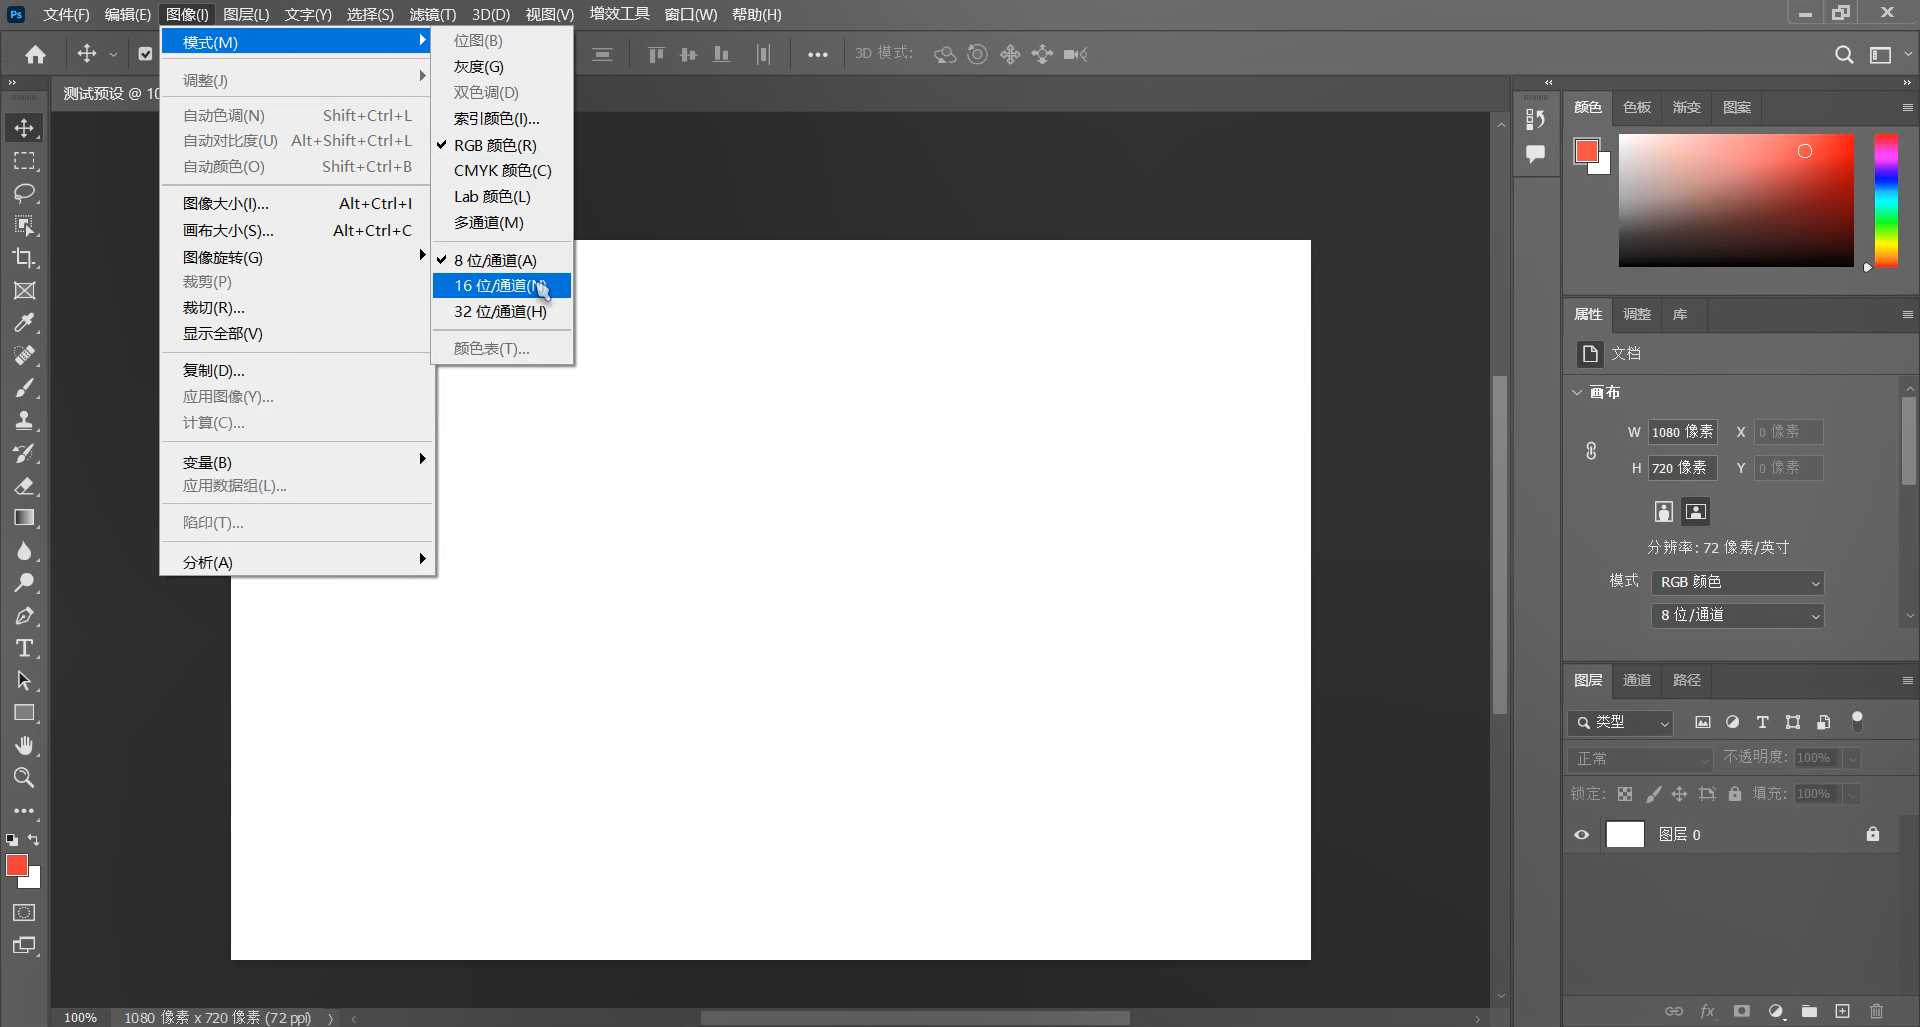 Ps 文件(F) 编辑(E) 图像(I) 图层(L) 文字(Y) 选择(S) 滤镜(T) 3D(D) 视图(V) 增效工具 窗口(W) 帮助(H)
3D 模式:
测试预设 @ 10
模式(M)
调整(J)
自动色调(N) Shift+Ctrl+L
自动对比度(U) Alt+Shift+Ctrl+L
自动颜色(O) Shift+Ctrl+B
图像大小(I)... Alt+Ctrl+I
画布大小(S)... Alt+Ctrl+C
图像旋转(G)
裁剪(P)
裁切(R)...
显示全部(V)
复制(D)...
应用图像(Y)...
计算(C)...
变量(B)
应用数据组(L)...
陷印(T)...
分析(A)
位图(B)
灰度(G)
双色调(D)
索引颜色(I)...
RGB 颜色(R)
CMYK 颜色(C)
Lab 颜色(L)
多通道(M)
8 位/通道(A)
16 位/通道(N)
32 位/通道(H)
颜色表(T)...
颜色 色板 渐变 图案
属性 调整 库
文档
画布
W 1080 像素 X 0 像素
H 720 像素 Y 0 像素
分辨率: 72 像素/英寸
模式 RGB 颜色
8 位/通道
图层 通道 路径
类型
正常 不透明度: 100%
锁定: 填充: 100%
图层 0
fx
100% 1080 像素 x 720 像素 (72 ppi)